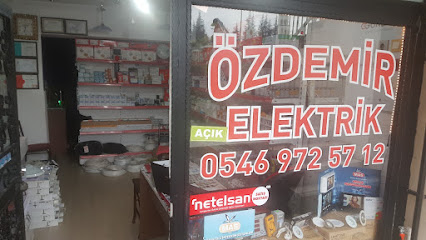 ÖZDEMİR
AÇIK
ELEKTRİK
0546 972 57 12
netelsan